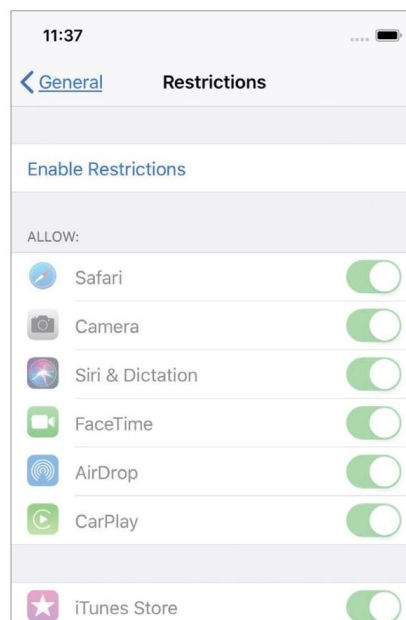 11:37
General Restrictions
Enable Restrictions
ALLOW:
Safari
Camera
Siri & Dictation
FaceTime
AirDrop
CarPlay
iTunes Store